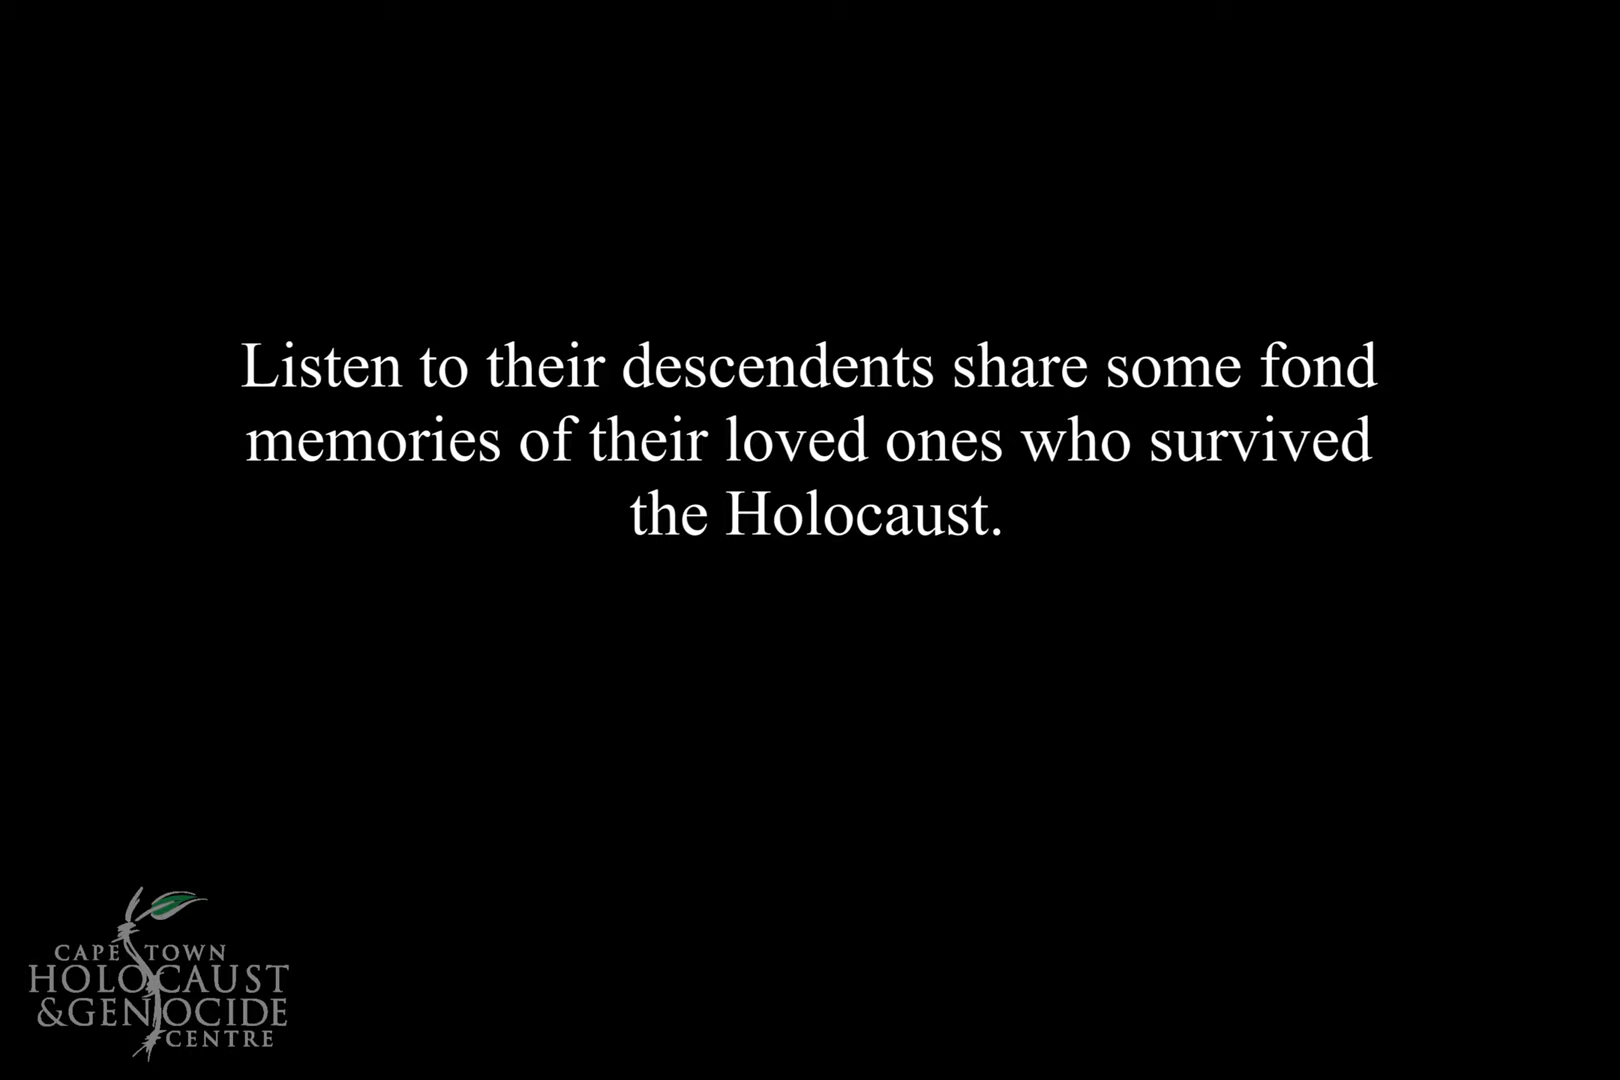 Listen to their descendents share some fond
memories of their loved ones who survived
the Holocaust.
CAPE TOWN
HOLOCAUST
&GENOCIDE
CENTRE